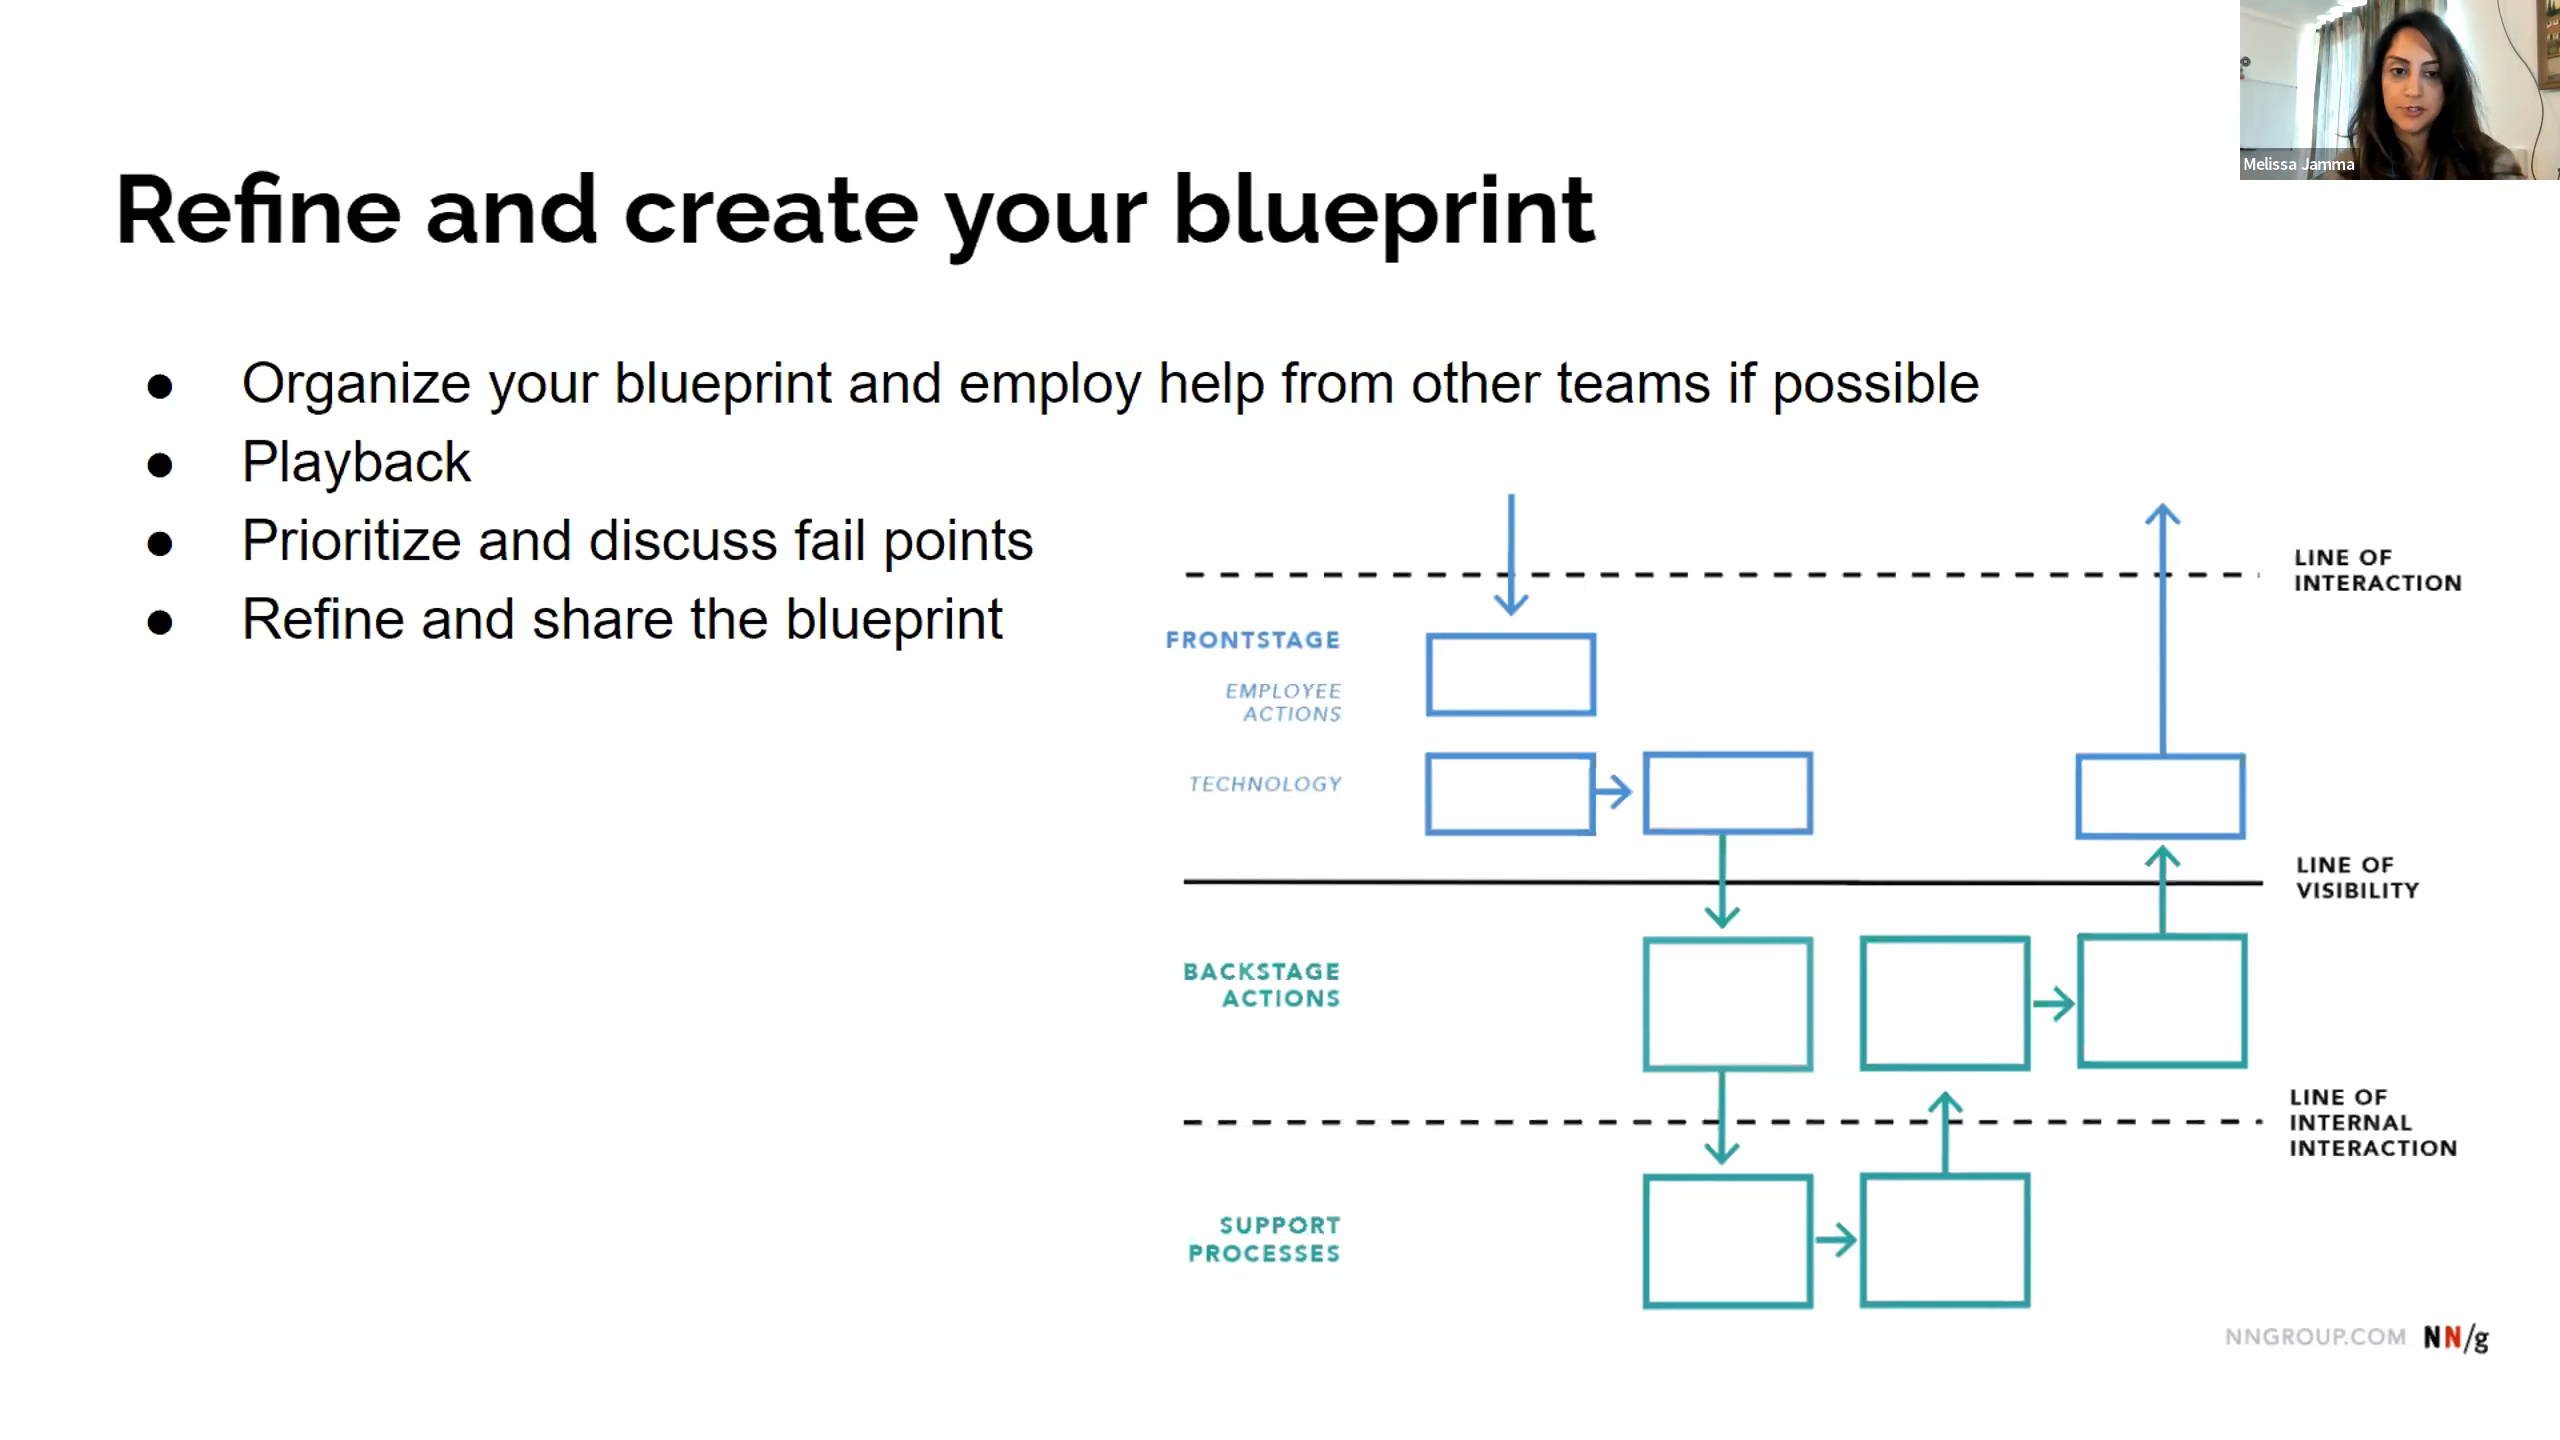 Melissa Jamma
Refine and create your blueprint
● Organize your blueprint and employ help from other teams if possible
● Playback
● Prioritize and discuss fail points
● Refine and share the blueprint
LINE OF
INTERACTION
FRONTSTAGE
EMPLOYEE
ACTIONS
TECHNOLOGY
LINE OF
VISIBILITY
BACKSTAGE
ACTIONS
LINE OF
INTERNAL
INTERACTION
SUPPORT
PROCESSES
NNGROUP.COM NN/g